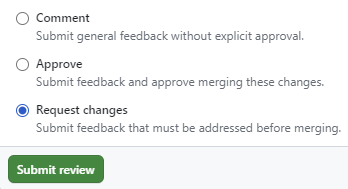 Comment
Submit general feedback without explicit approval.
Approve
Submit feedback and approve merging these changes.
Request changes
Submit feedback that must be addressed before merging.
Submit review